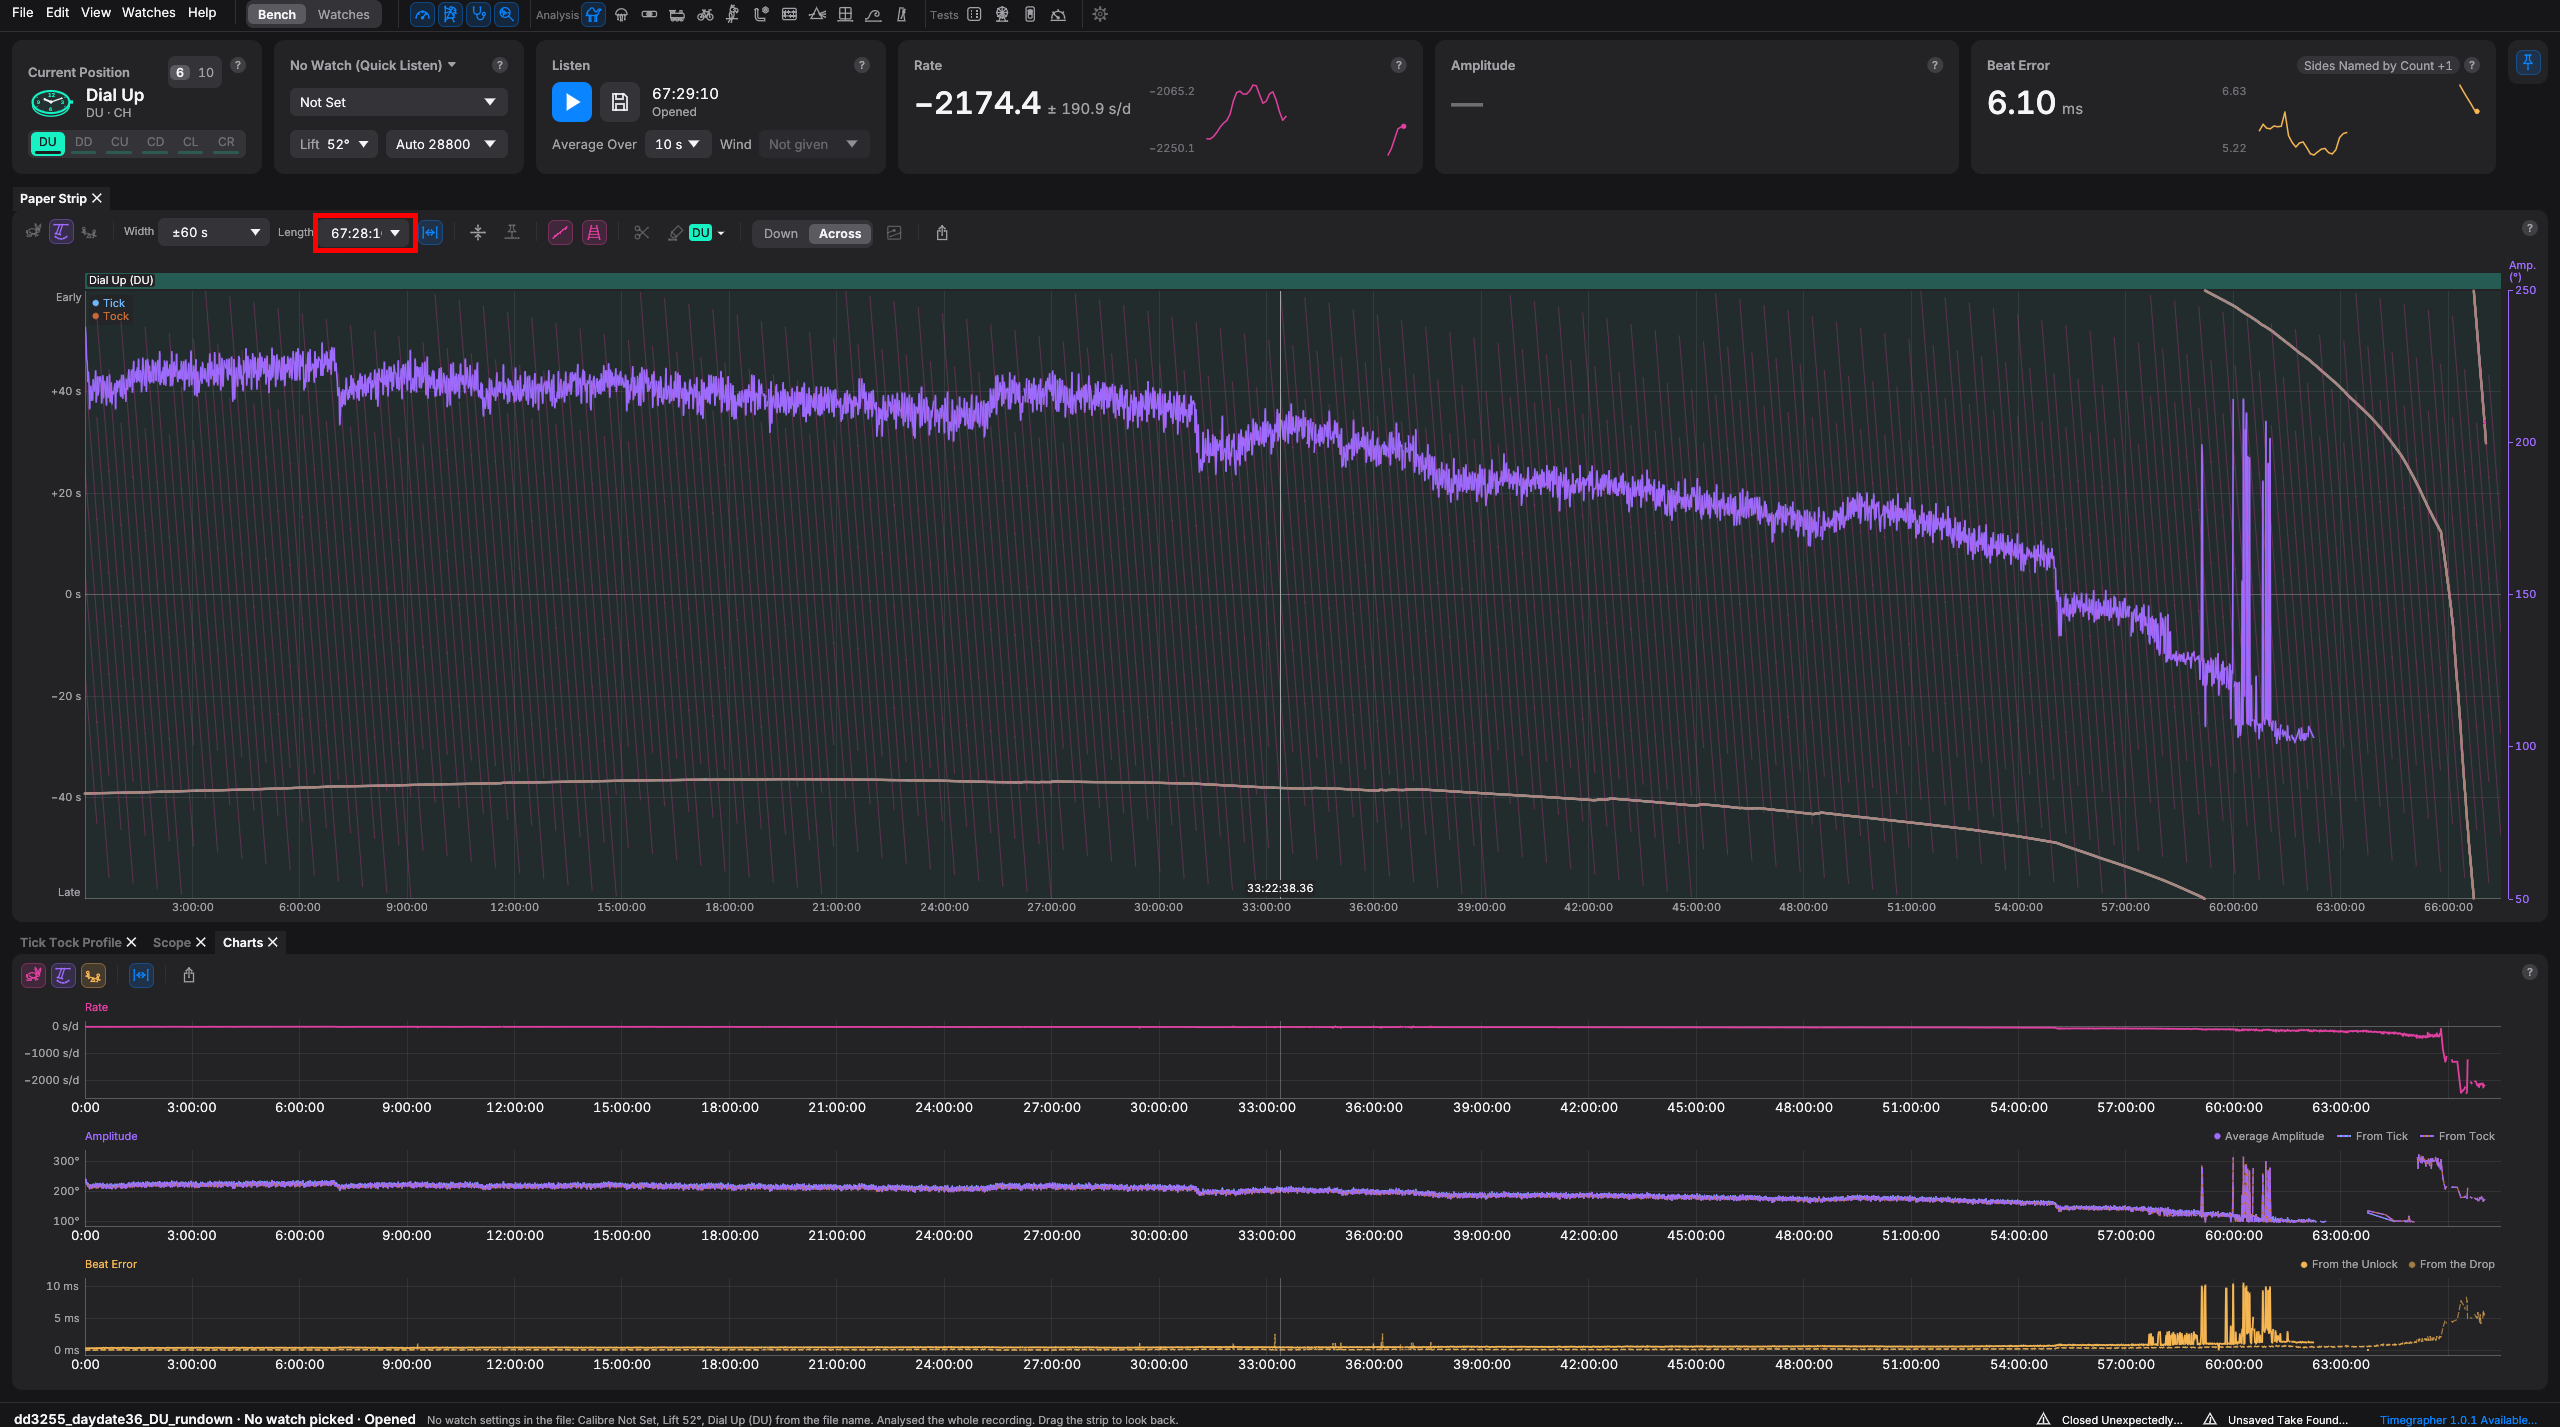 File Edit View Watches Help Bench Watches Analysis Tests
Current Position 6 10 ?
Dial Up
DU · CH
DU DD CU CD CL CR
No Watch (Quick Listen) ?
Not Set
Lift 52° Auto 28800
Listen ?
67:29:10
Opened
Average Over 10 s Wind Not given
Rate ?
−2174.4 ± 190.9 s/d
−2065.2
−2250.1
Amplitude ?
Beat Error Sides Named by Count +1 ?
6.10 ms
6.63
5.22
Paper Strip
Width ±60 s Length 67:28:1 DU Down Across ?
Dial Up (DU)
Amp. (°)
Early
Tick
Tock
+40 s
+20 s
0 s
−20 s
−40 s
Late
250
200
150
100
50
33:22:38.36
3:00:00 6:00:00 9:00:00 12:00:00 15:00:00 18:00:00 21:00:00 24:00:00 27:00:00 30:00:00 33:00:00 36:00:00 39:00:00 42:00:00 45:00:00 48:00:00 51:00:00 54:00:00 57:00:00 60:00:00 63:00:00 66:00:00
Tick Tock Profile Scope Charts
?
Rate
0 s/d
−1000 s/d
−2000 s/d
0:00 3:00:00 6:00:00 9:00:00 12:00:00 15:00:00 18:00:00 21:00:00 24:00:00 27:00:00 30:00:00 33:00:00 36:00:00 39:00:00 42:00:00 45:00:00 48:00:00 51:00:00 54:00:00 57:00:00 60:00:00 63:00:00
Amplitude Average Amplitude From Tick From Tock
300°
200°
100°
0:00 3:00:00 6:00:00 9:00:00 12:00:00 15:00:00 18:00:00 21:00:00 24:00:00 27:00:00 30:00:00 33:00:00 36:00:00 39:00:00 42:00:00 45:00:00 48:00:00 51:00:00 54:00:00 57:00:00 60:00:00 63:00:00
Beat Error From the Unlock From the Drop
10 ms
5 ms
0 ms
0:00 3:00:00 6:00:00 9:00:00 12:00:00 15:00:00 18:00:00 21:00:00 24:00:00 27:00:00 30:00:00 33:00:00 36:00:00 39:00:00 42:00:00 45:00:00 48:00:00 51:00:00 54:00:00 57:00:00 60:00:00 63:00:00
dd3255_daydate36_DU_rundown · No watch picked · Opened No watch settings in the file: Calibre Not Set, Lift 52°, Dial Up (DU) from the file name. Analysed the whole recording. Drag the strip to look back. Closed Unexpectedly... Unsaved Take Found... Timegrapher 1.0.1 Available...